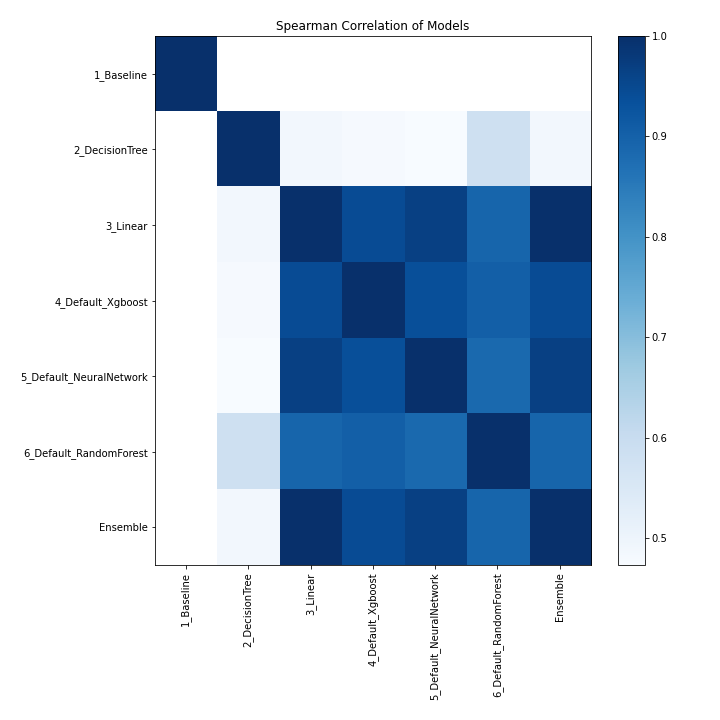 Spearman Correlation of Models
1_Baseline
2_DecisionTree
3_Linear
4_Default_Xgboost
5_Default_NeuralNetwork
6_Default_RandomForest
Ensemble
1_Baseline
2_DecisionTree
3_Linear
4_Default_Xgboost
5_Default_NeuralNetwork
6_Default_RandomForest
Ensemble
1.0
0.9
0.8
0.7
0.6
0.5